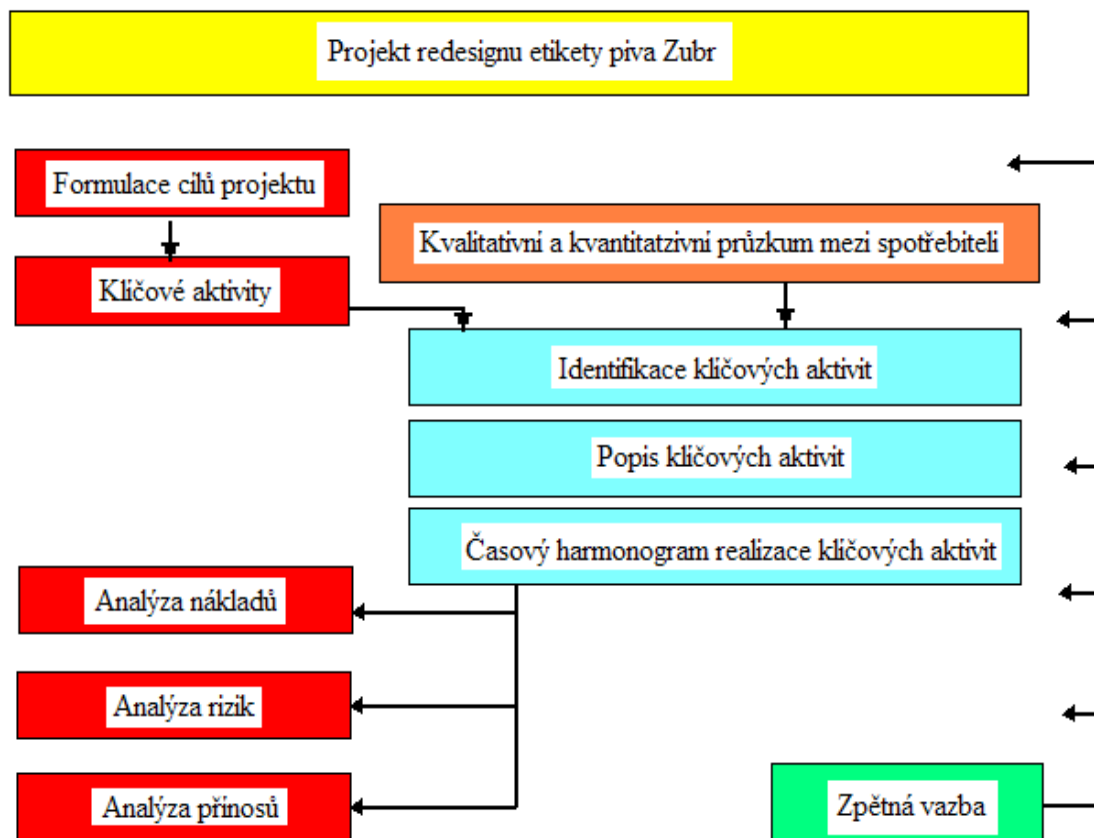 Projekt redesignu etikety piva Zubr
Formulace cílů projektu
Kvalitativní a kvantitatzivní průzkum mezi spotřebiteli
Klíčové aktivity
Identifikace klíčových aktivit
Popis klíčových aktivit
Časový harmonogram realizace klíčových aktivit
Analýza nákladů
Analýza rizik
Analýza přínosů
Zpětná vazba